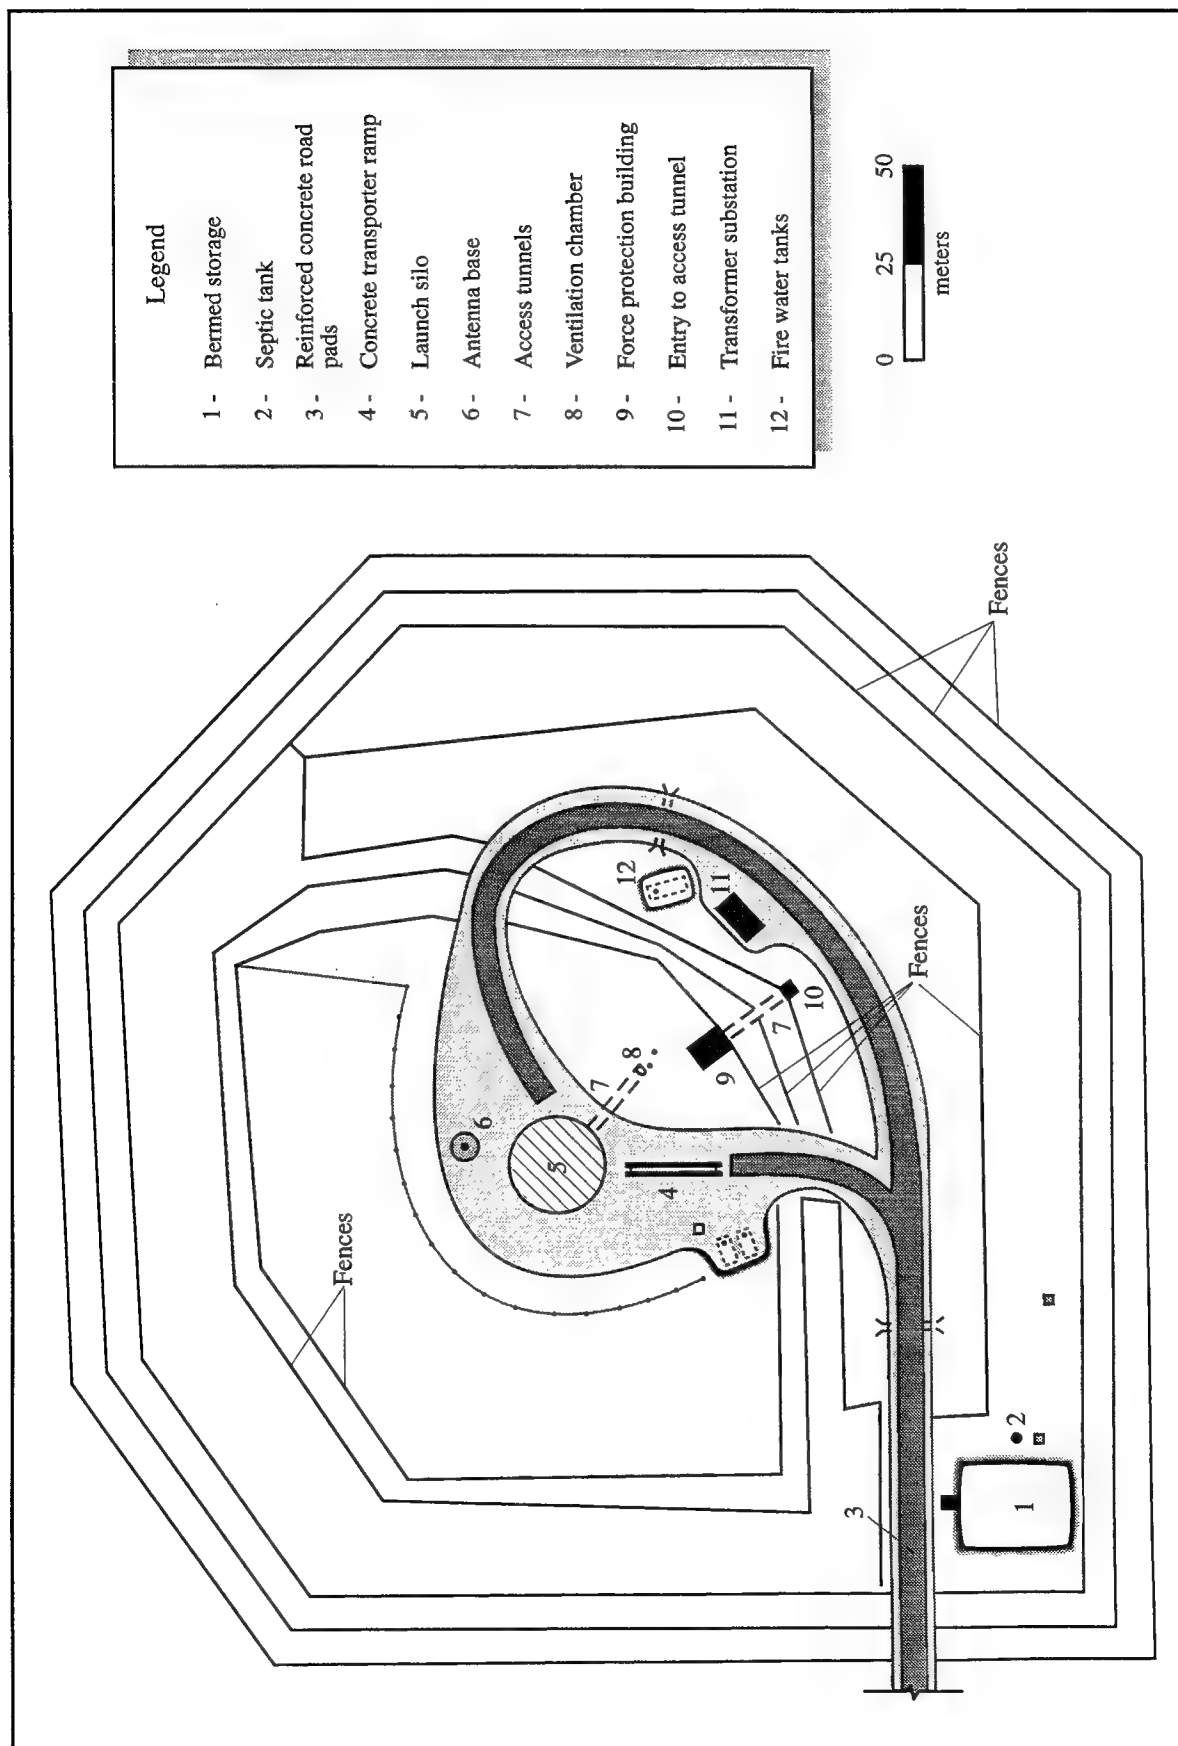 Legend
1 - Bermed storage
2 - Septic tank
3 - Reinforced concrete road
pads
4 - Concrete transporter ramp
5 - Launch silo
6 - Antenna base
7 - Access tunnels
8 - Ventilation chamber
9 - Force protection building
10 - Entry to access tunnel
11 - Transformer substation
12 - Fire water tanks
0 25 50
meters
Fences
Fences
Fences
6
5
4
7
8
9
7
10
11
12
3
2
1